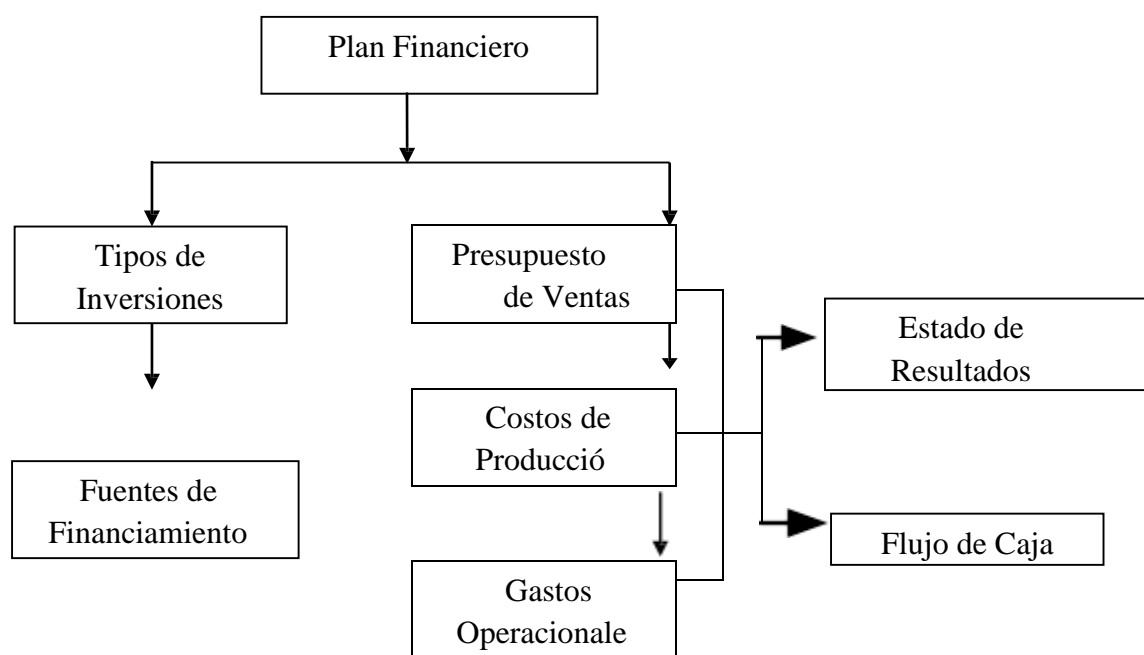 Plan Financiero
Tipos de
Inversiones
Presupuesto
de Ventas
Estado de
Resultados
Costos de
Producció
Fuentes de
Financiamiento
Flujo de Caja
Gastos
Operacionale